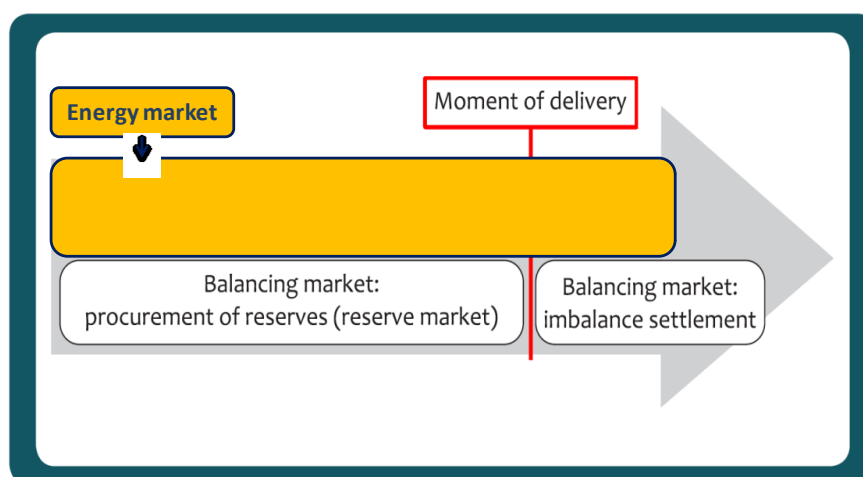 Energy market
Moment of delivery
Balancing market:
procurement of reserves (reserve market)
Balancing market:
imbalance settlement